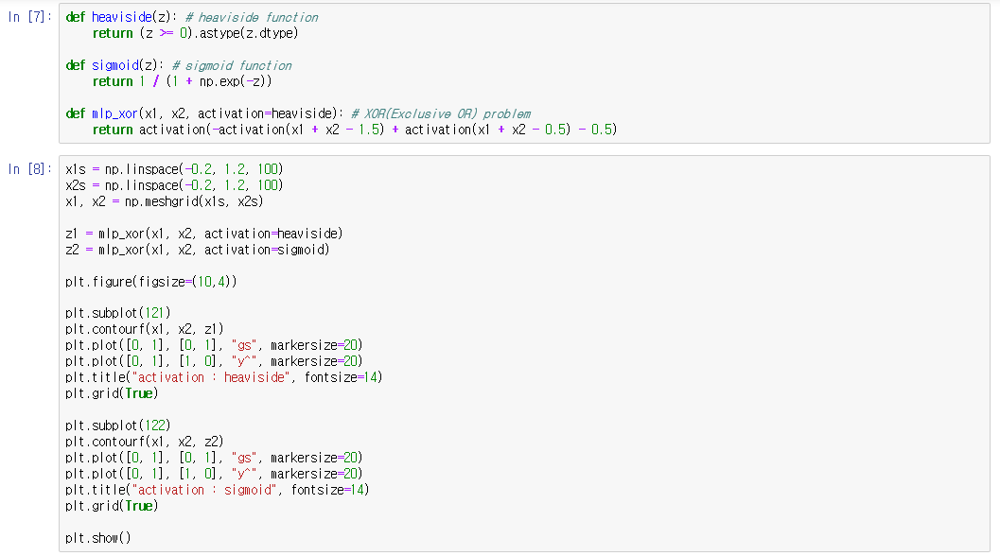 In [7]: def heaviside(z): # heaviside function
    return (z >= 0).astype(z.dtype)

def sigmoid(z): # sigmoid function
    return 1 / (1 + np.exp(-z))

def mlp_xor(x1, x2, activation=heaviside): # XOR(Exclusive OR) problem
    return activation(-activation(x1 + x2 - 1.5) + activation(x1 + x2 - 0.5) - 0.5)

In [8]: x1s = np.linspace(-0.2, 1.2, 100)
x2s = np.linspace(-0.2, 1.2, 100)
x1, x2 = np.meshgrid(x1s, x2s)

z1 = mlp_xor(x1, x2, activation=heaviside)
z2 = mlp_xor(x1, x2, activation=sigmoid)

plt.figure(figsize=(10,4))

plt.subplot(121)
plt.contourf(x1, x2, z1)
plt.plot([0, 1], [0, 1], "gs", markersize=20)
plt.plot([0, 1], [1, 0], "y^", markersize=20)
plt.title("activation : heaviside", fontsize=14)
plt.grid(True)

plt.subplot(122)
plt.contourf(x1, x2, z2)
plt.plot([0, 1], [0, 1], "gs", markersize=20)
plt.plot([0, 1], [1, 0], "y^", markersize=20)
plt.title("activation : sigmoid", fontsize=14)
plt.grid(True)

plt.show()